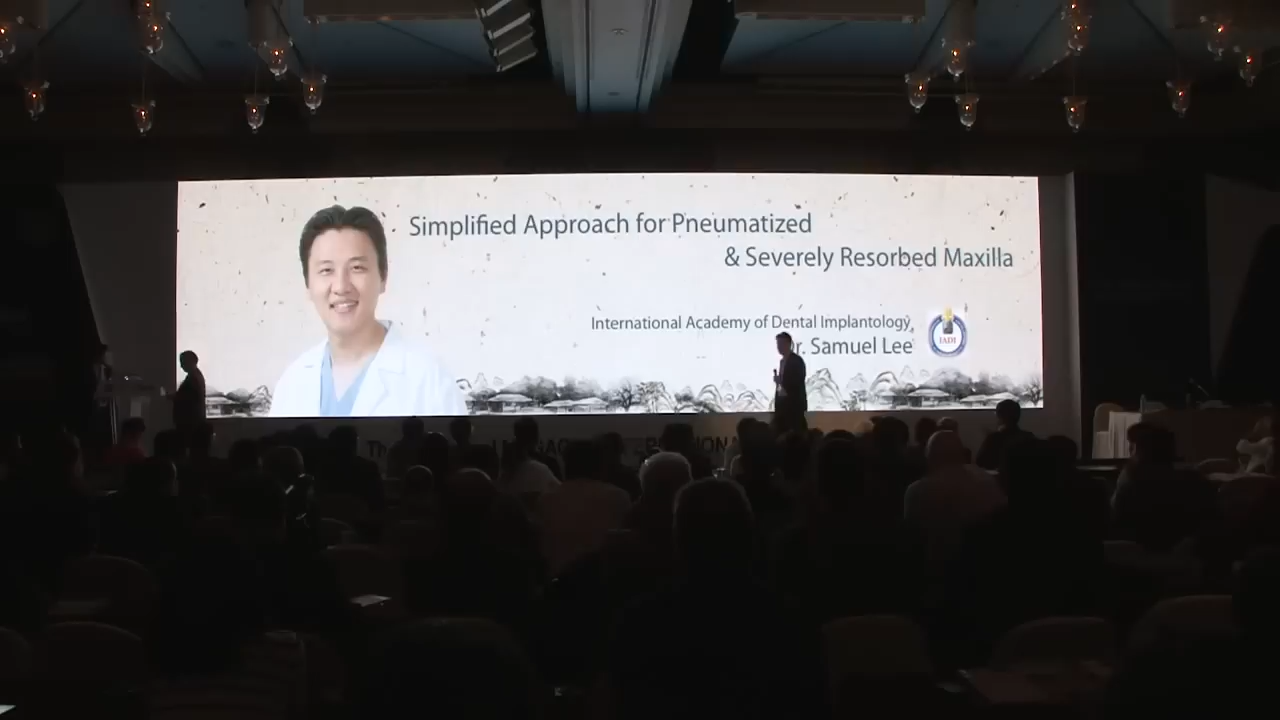 Simplified Approach for Pneumatized
& Severely Resorbed Maxilla
International Academy of Dental Implantology,
Samuel Lee
IADI